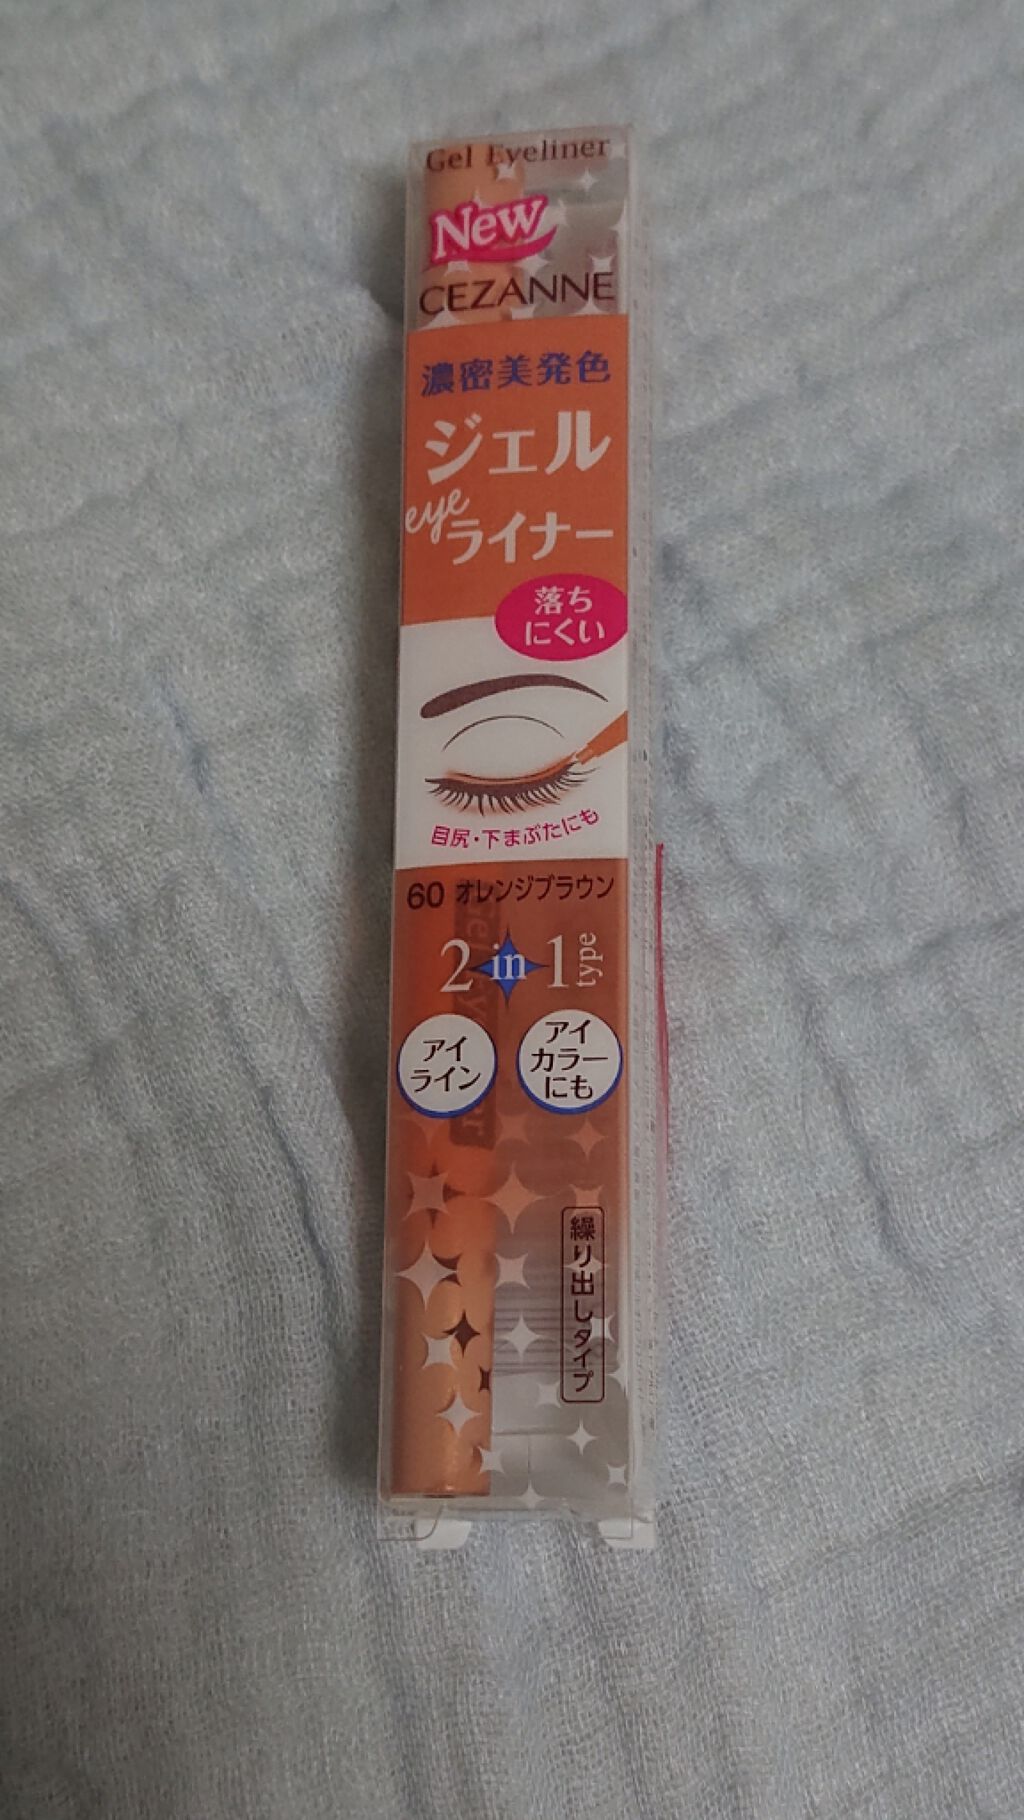 Gel Eyeliner
New
CEZANNE
濃密美発色
ジェル
eye
ライナー
落ち
にくい
目尻・下まぶたにも
60 オレンジブラウン
2 in 1 type
アイ
ライン
アイ
カラー
にも
繰り出しタイプ